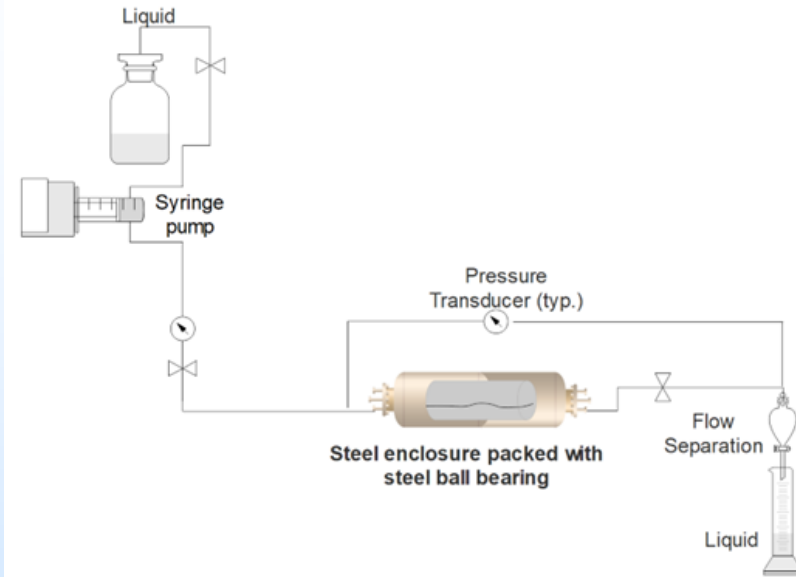 Liquid
Syringe
pump
Pressure
Transducer (typ.)
Steel enclosure packed with
steel ball bearing
Flow
Separation
Liquid